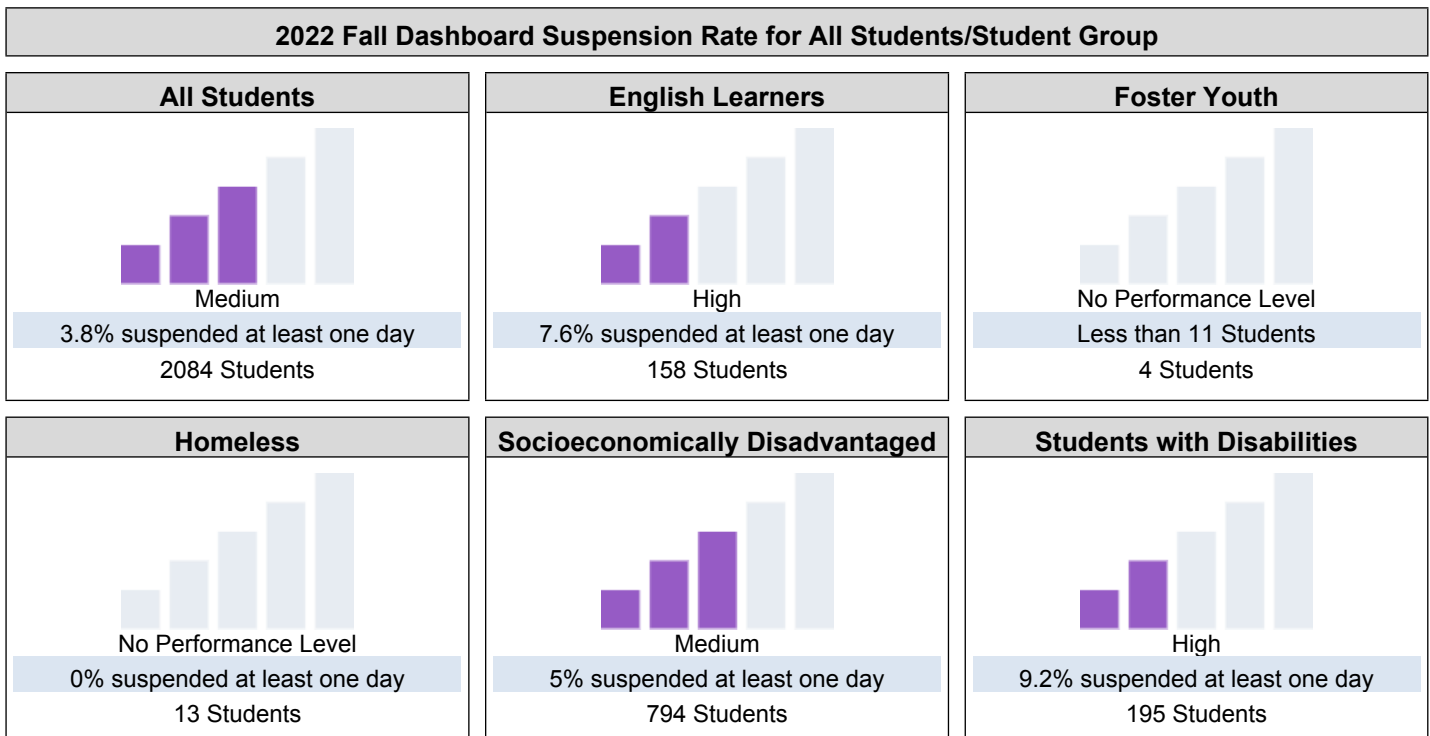 2022 Fall Dashboard Suspension Rate for All Students/Student Group
All Students
Medium
3.8% suspended at least one day
2084 Students
English Learners
High
7.6% suspended at least one day
158 Students
Foster Youth
No Performance Level
Less than 11 Students
4 Students
Homeless
No Performance Level
0% suspended at least one day
13 Students
Socioeconomically Disadvantaged
Medium
5% suspended at least one day
794 Students
Students with Disabilities
High
9.2% suspended at least one day
195 Students